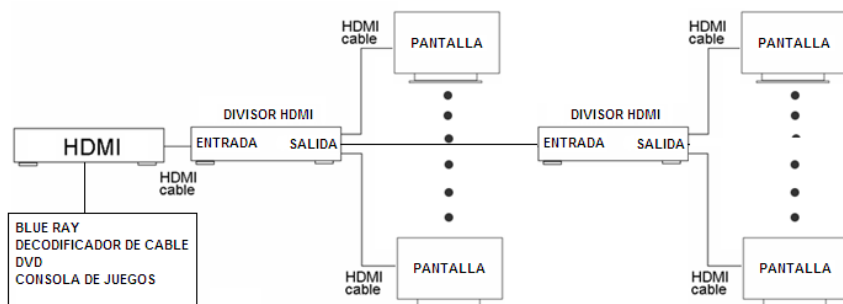 HDMI
cable
PANTALLA
HDMI
cable
PANTALLA
DIVISOR HDMI
DIVISOR HDMI
HDMI
ENTRADA
SALIDA
ENTRADA
SALIDA
HDMI
cable
BLUE RAY
DECODIFICADOR DE CABLE
DVD
CONSOLA DE JUEGOS
HDMI
cable
PANTALLA
HDMI
cable
PANTALLA